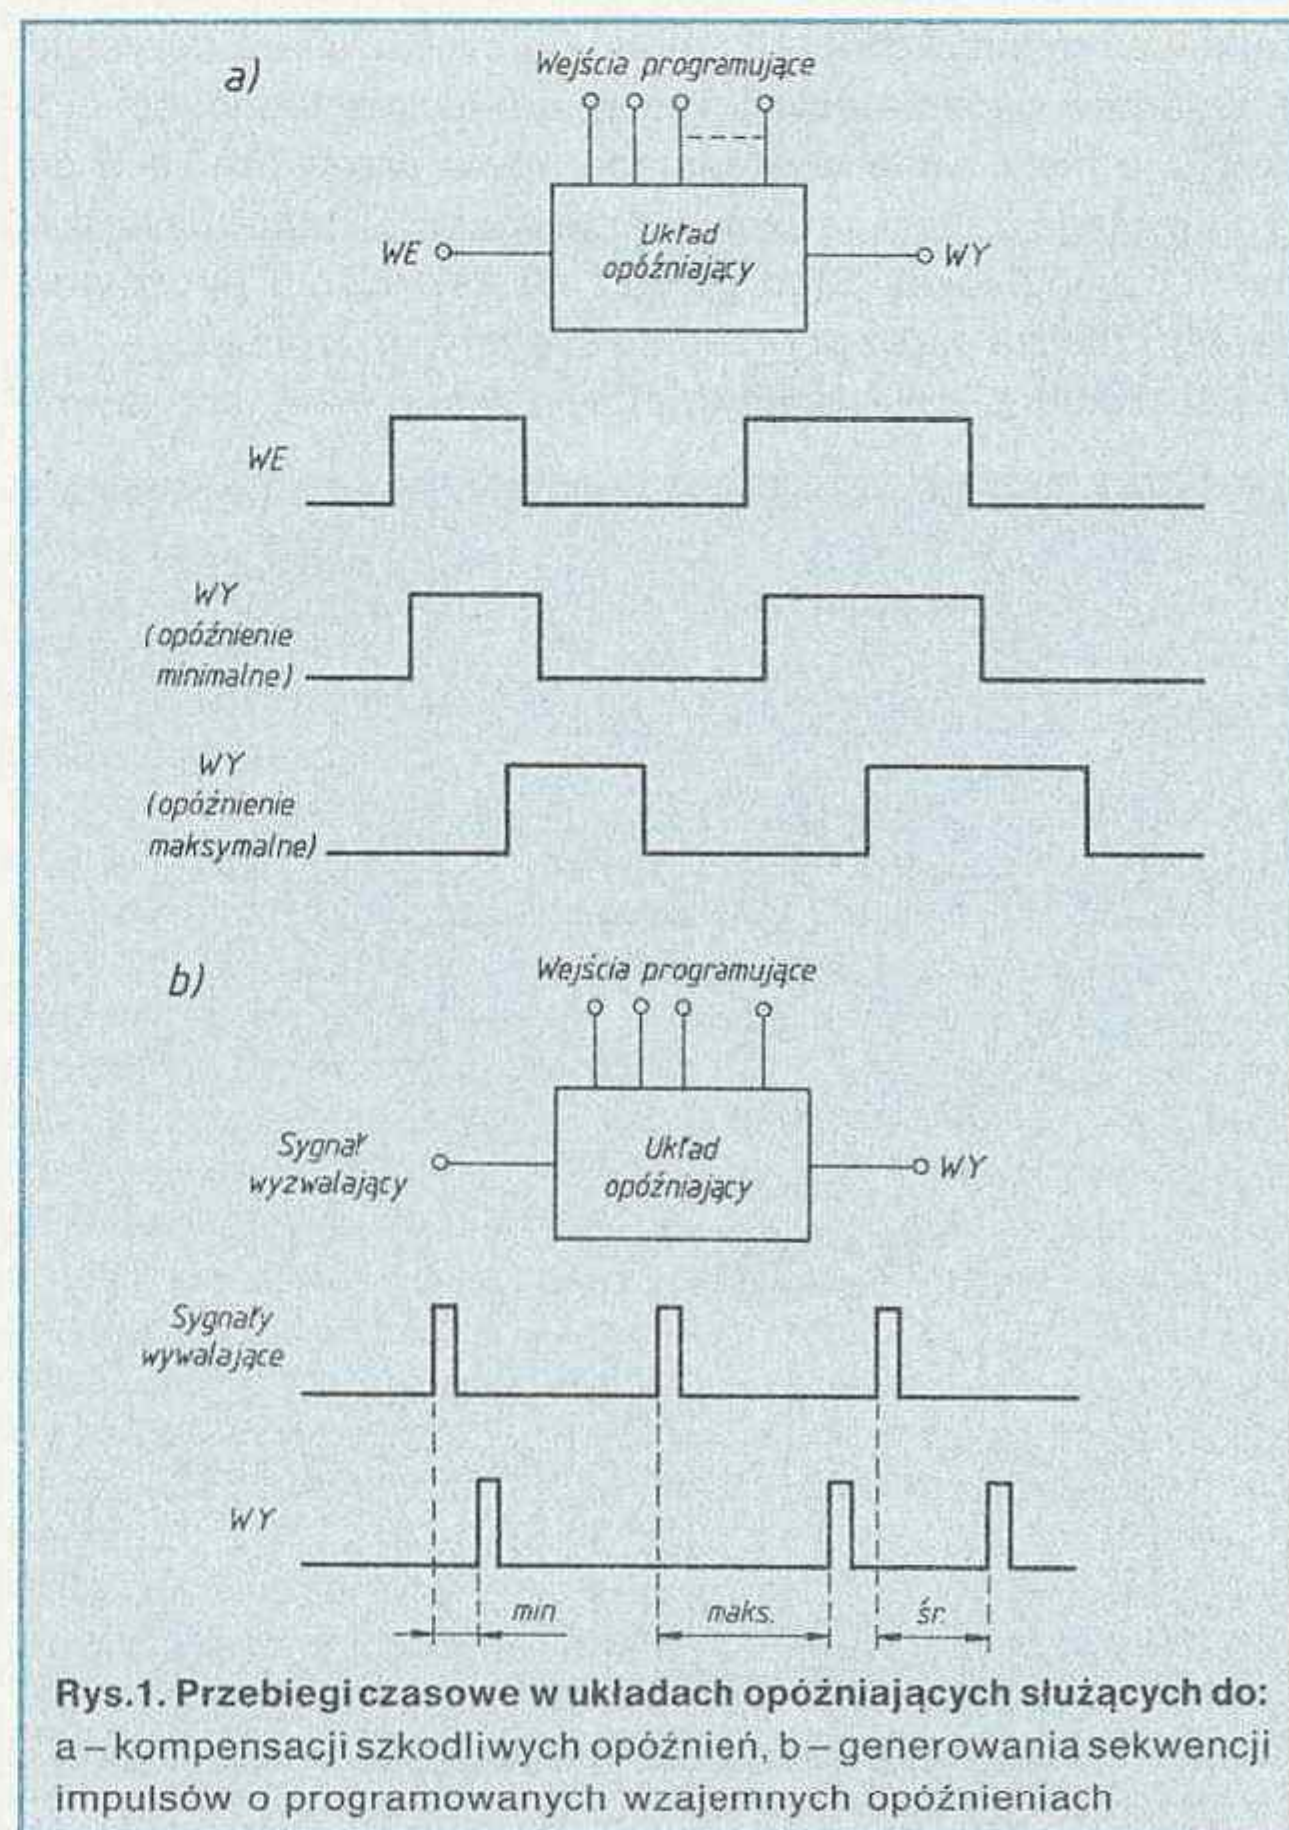 a)
Wejścia programujące
WE
Układ
opóźniający
WY
WE
WY
(opóźnienie
minimalne)
WY
(opóżnienie
maksymalne)
b)
Wejścia programujące
Sygnał
wyzwalający
Układ
opóźniający
WY
Sygnały
wywalające
WY
min
maks.
śr.
Rys.1. Przebiegi czasowe w układach opóźniających służących do:
a – kompensacji szkodliwych opóźnień, b – generowania sekwencji
impulsów o programowanych wzajemnych opóźnieniach